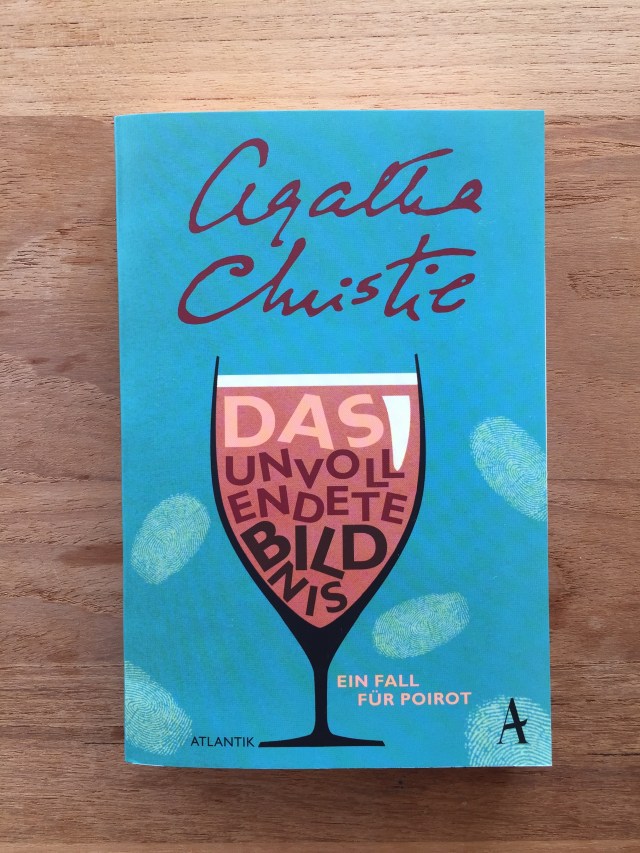 Agatha
Christie
DAS
UNVOLL
ENDETE
BILD
NIS
EIN FALL
FÜR POIROT
ATLANTIK
A